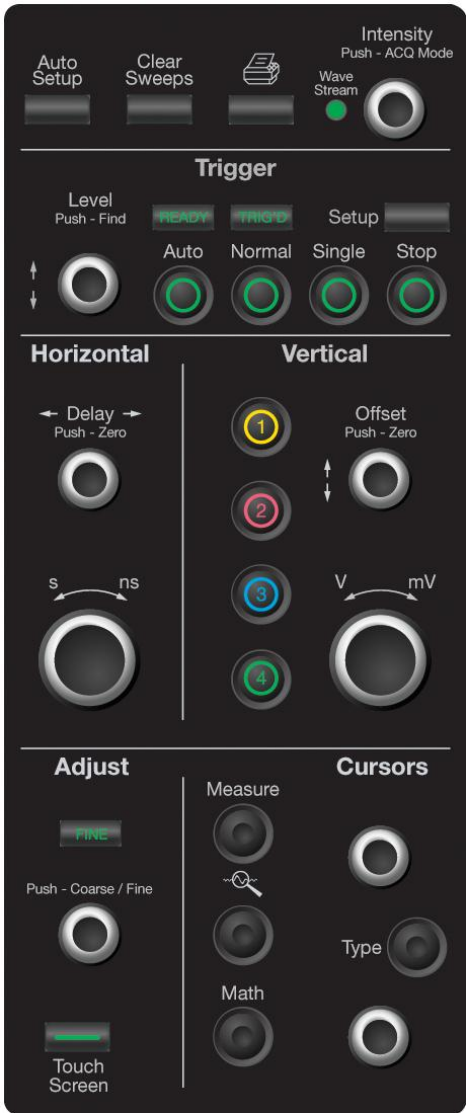 Intensity
Push - ACQ Mode
Auto
Setup
Clear
Sweeps
Wave
Stream
Trigger
Level
Push - Find
READY
TRIG'D
Setup
Auto
Normal
Single
Stop
Horizontal
Vertical
Delay
Push - Zero
1
Offset
Push - Zero
2
s
ns
3
V
mV
4
Adjust
Cursors
Measure
FINE
Push - Coarse / Fine
Type
Math
Touch
Screen